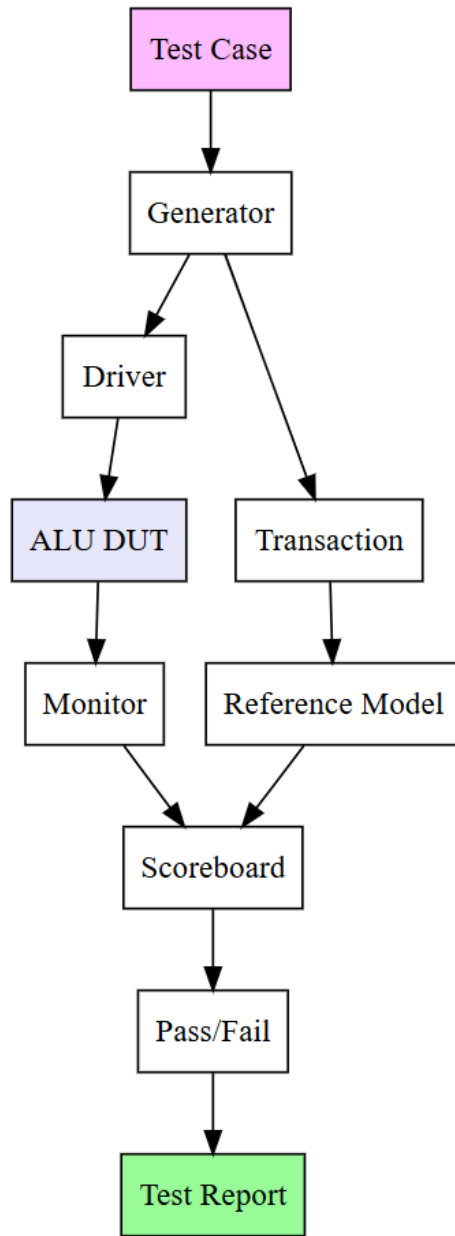 Test Case
Generator
Driver
ALU DUT
Transaction
Monitor
Reference Model
Scoreboard
Pass/Fail
Test Report